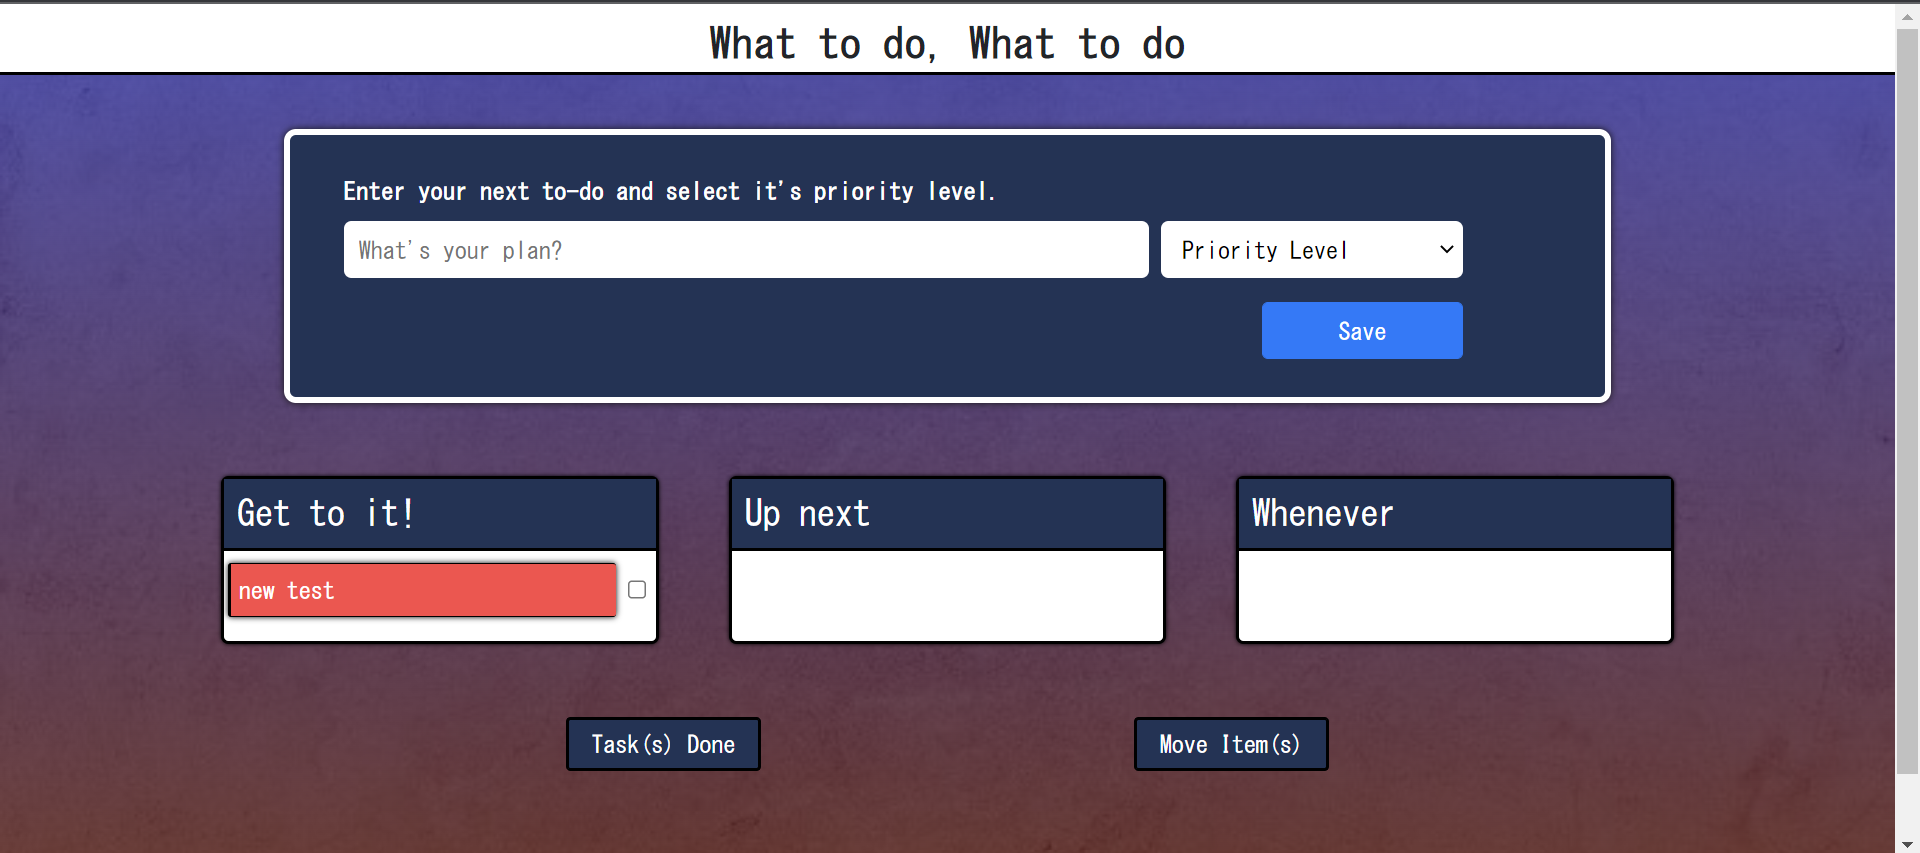 What to do, What to do
Enter your next to-do and select it's priority level.
What's your plan? Priority Level
Save
Get to it! Up next Whenever
new test
Task(s) Done Move Item(s)